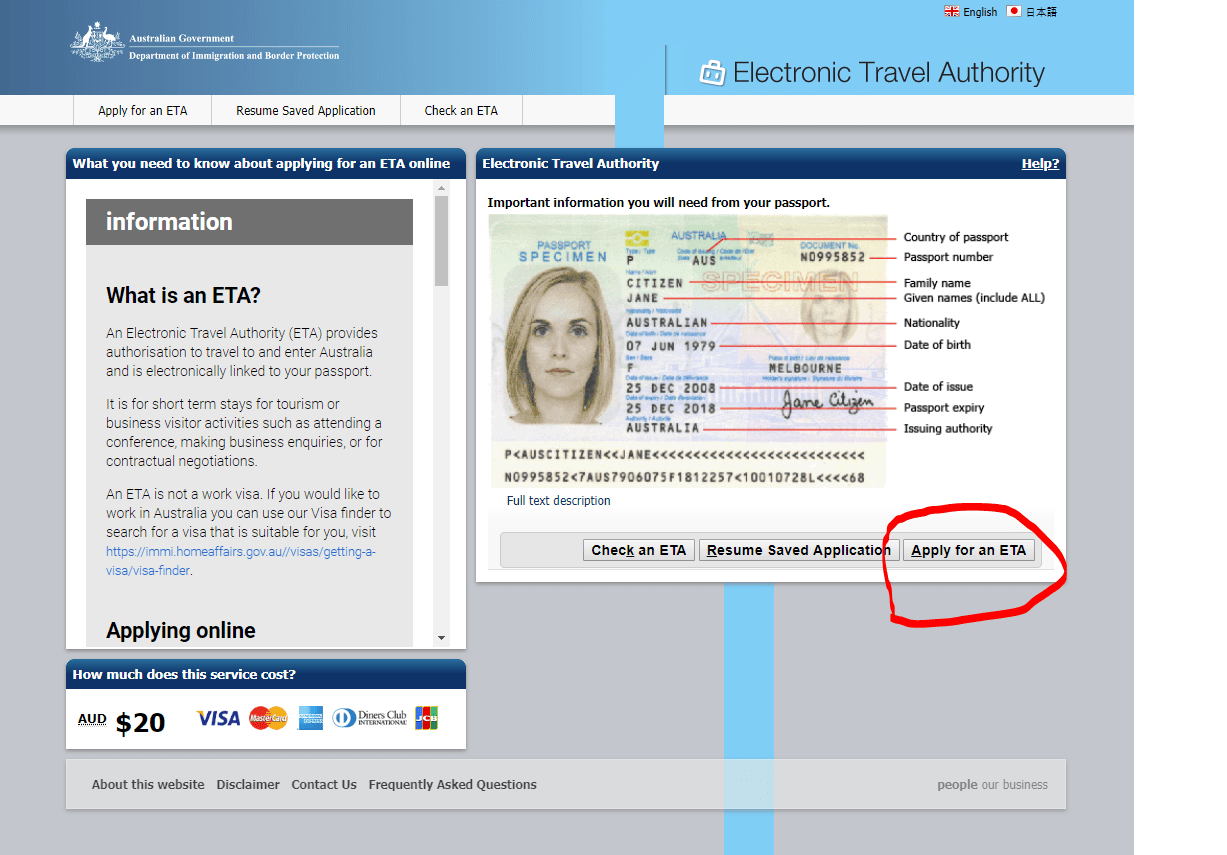 English 日本語
Australian Government
Department of Immigration and Border Protection
Electronic Travel Authority
Apply for an ETA
Resume Saved Application
Check an ETA
What you need to know about applying for an ETA online
information
What is an ETA?
An Electronic Travel Authority (ETA) provides
authorisation to travel to and enter Australia
and is electronically linked to your passport.
It is for short term stays for tourism or
business visitor activities such as attending a
conference, making business enquiries, or for
contractual negotiations.
An ETA is not a work visa. If you would like to
work in Australia you can use our Visa finder to
search for a visa that is suitable for you, visit
https://immi.homeaffairs.gov.au//visas/getting-a-
visa/visa-finder.
Applying online
How much does this service cost?
AUD $20 VISA MasterCard Diners Club INTERNATIONAL JCB
Electronic Travel Authority Help?
Important information you will need from your passport.
PASSPORT
SPECIMEN
AUSTRALIA
DOCUMENT No.
P AUS N0995852
SPECIMEN
CITIZEN
JANE
AUSTRALIAN
07 JUN 1979
F MELBOURNE
25 DEC 2008
25 DEC 2018
Jane Citizen
AUSTRALIA
P<AUSCITIZEN<<JANE<<<<<<<<<<<<<<<<<<<<<<<<<<
N0995852<7AUS7906075F1812257<10010728L<<<<68
Country of passport
Passport number
Family name
Given names (include ALL)
Nationality
Date of birth
Date of issue
Passport expiry
Issuing authority
Full text description
Check an ETA
Resume Saved Application
Apply for an ETA
About this website Disclaimer Contact Us Frequently Asked Questions
people our business